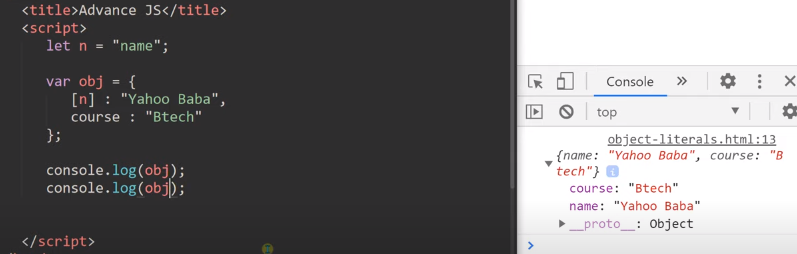 <title>Advance JS</title>
<script>
let n = "name";
var obj = {
[n] : "Yahoo Baba",
course : "Btech"
};
console.log(obj);
console.log(obj);
</script>
Console
top
object-literals.html:13
{name: "Yahoo Baba", course: "B
tech"}
course: "Btech"
name: "Yahoo Baba"
__proto__: Object